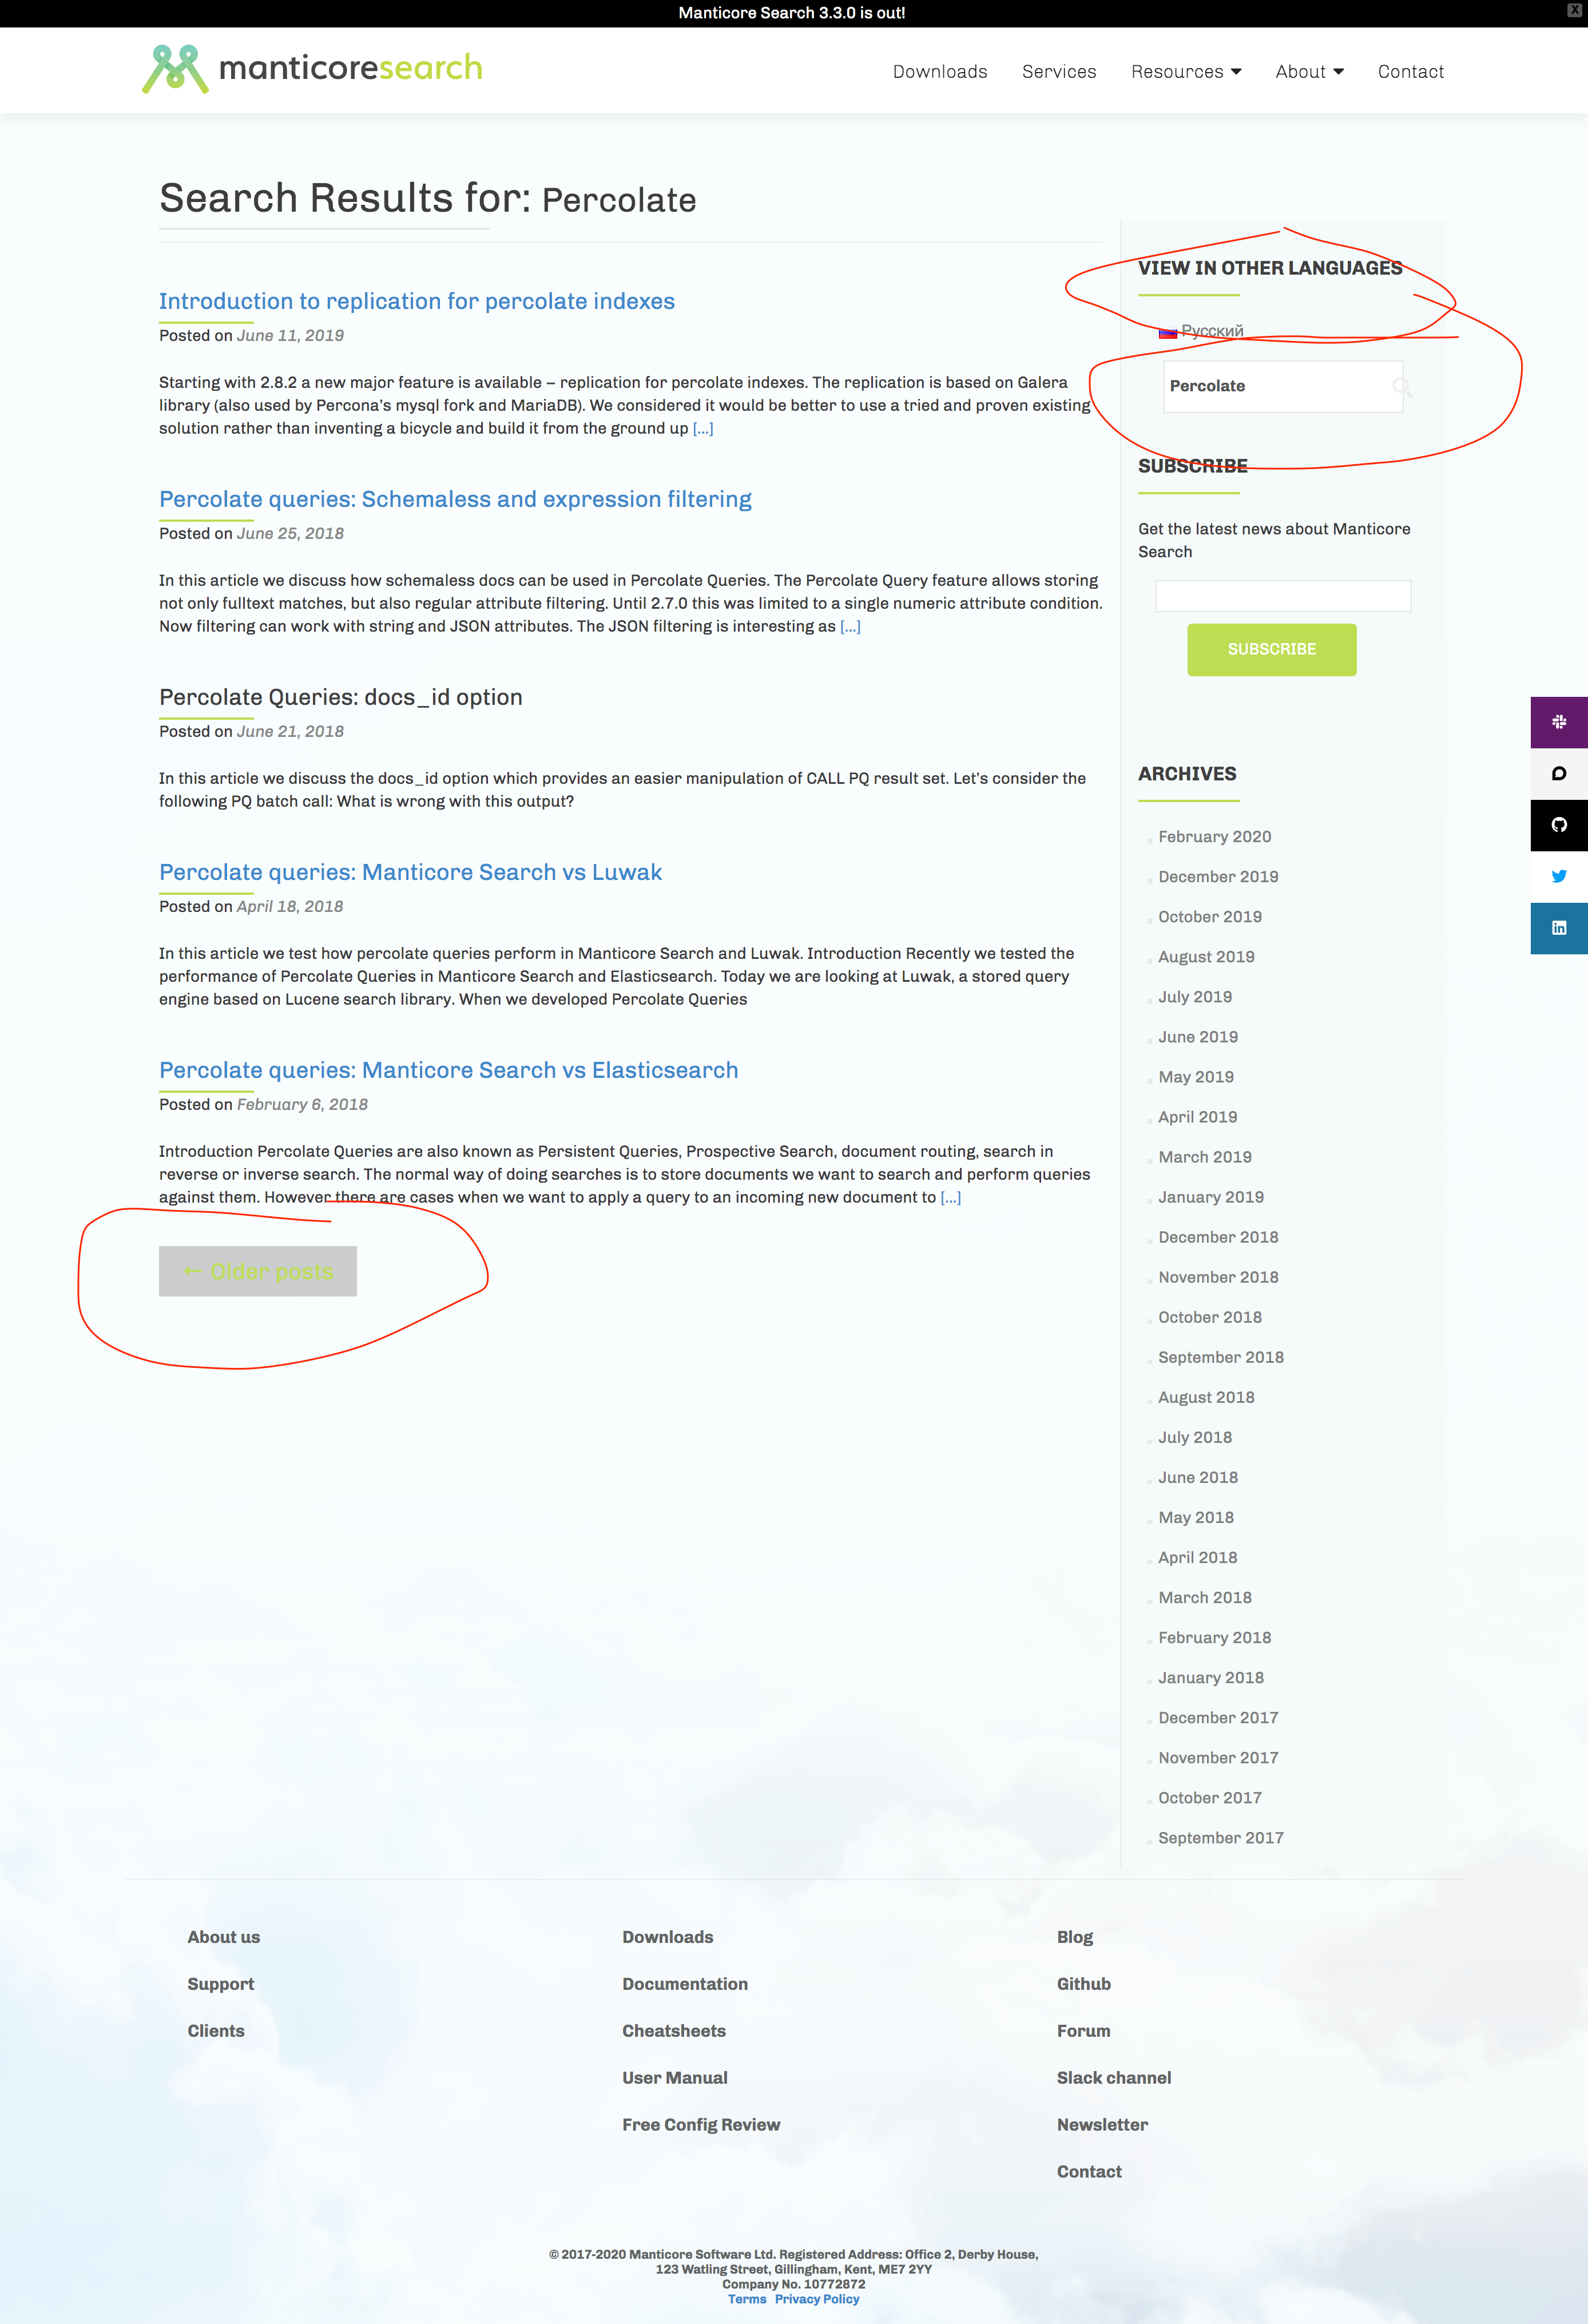 Manticore Search 3.3.0 is out!
X
manticoresearch
Downloads Services Resources About Contact
Search Results for: Percolate
Introduction to replication for percolate indexes
Posted on June 11, 2019
Starting with 2.8.2 a new major feature is available – replication for percolate indexes. The replication is based on Galera
library (also used by Percona's mysql fork and MariaDB). We considered it would be better to use a tried and proven existing
solution rather than inventing a bicycle and build it from the ground up [...]
Percolate queries: Schemaless and expression filtering
Posted on June 25, 2018
In this article we discuss how schemaless docs can be used in Percolate Queries. The Percolate Query feature allows storing
not only fulltext matches, but also regular attribute filtering. Until 2.7.0 this was limited to a single numeric attribute condition.
Now filtering can work with string and JSON attributes. The JSON filtering is interesting as [...]
Percolate Queries: docs_id option
Posted on June 21, 2018
In this article we discuss the docs_id option which provides an easier manipulation of CALL PQ result set. Let's consider the
following PQ batch call: What is wrong with this output?
Percolate queries: Manticore Search vs Luwak
Posted on April 18, 2018
In this article we test how percolate queries perform in Manticore Search and Luwak. Introduction Recently we tested the
performance of Percolate Queries in Manticore Search and Elasticsearch. Today we are looking at Luwak, a stored query
engine based on Lucene search library. When we developed Percolate Queries
Percolate queries: Manticore Search vs Elasticsearch
Posted on February 6, 2018
Introduction Percolate Queries are also known as Persistent Queries, Prospective Search, document routing, search in
reverse or inverse search. The normal way of doing searches is to store documents we want to search and perform queries
against them. However there are cases when we want to apply a query to an incoming new document to [...]
← Older posts
VIEW IN OTHER LANGUAGES
Русский
Percolate
SUBSCRIBE
Get the latest news about Manticore
Search
SUBSCRIBE
ARCHIVES
February 2020
December 2019
October 2019
August 2019
July 2019
June 2019
May 2019
April 2019
March 2019
January 2019
December 2018
November 2018
October 2018
September 2018
August 2018
July 2018
June 2018
May 2018
April 2018
March 2018
February 2018
January 2018
December 2017
November 2017
October 2017
September 2017
About us
Support
Clients
Downloads
Documentation
Cheatsheets
User Manual
Free Config Review
Blog
Github
Forum
Slack channel
Newsletter
Contact
© 2017-2020 Manticore Software Ltd. Registered Address: Office 2, Derby House,
123 Watling Street, Gillingham, Kent, ME7 2YY
Company No. 10772872
Terms Privacy Policy